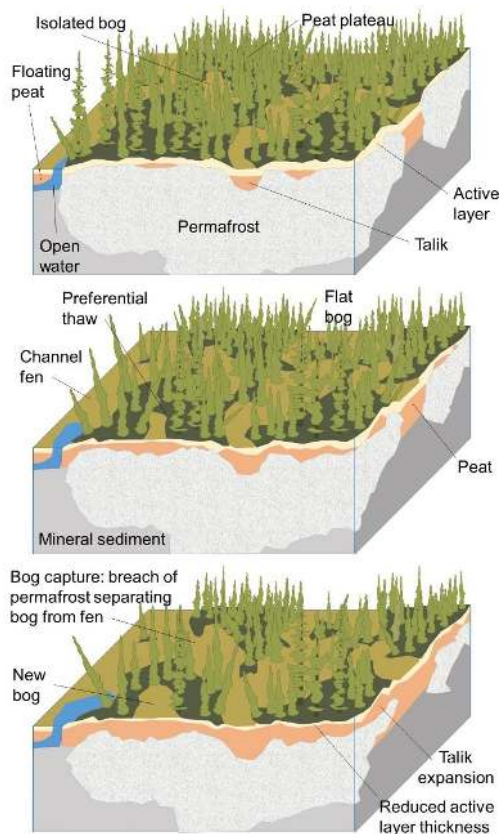 Isolated bog
Peat plateau
Floating
peat
Active
layer
Permafrost
Talik
Open
water
Preferential
thaw
Flat
bog
Channel
fen
Peat
Mineral sediment
Bog capture: breach of
permafrost separating
bog from fen
New
bog
Talik
expansion
Reduced active
layer thickness